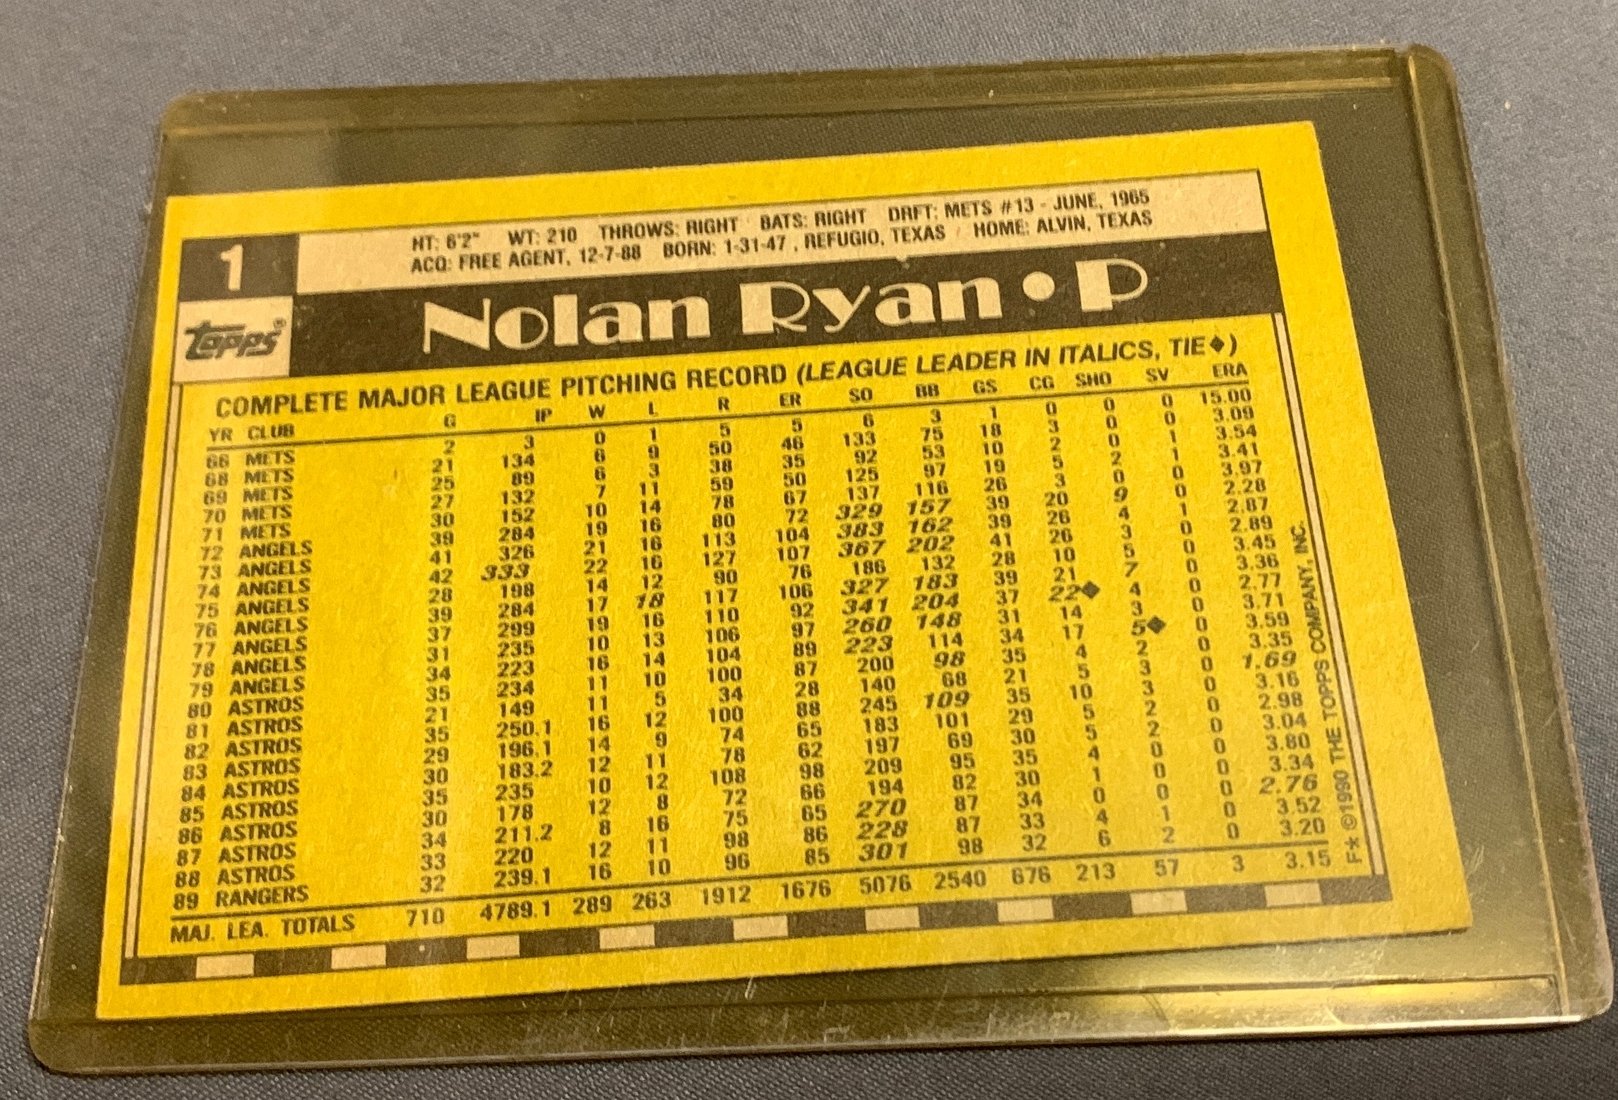 1
HT: 6'2" WT: 210 THROWS: RIGHT BATS: RIGHT DRFT: METS #13 - JUNE, 1965
ACQ: FREE AGENT, 12-7-88 BORN: 1-31-47, REFUGIO, TEXAS HOME: ALVIN, TEXAS
Topps®
Nolan Ryan • P
COMPLETE MAJOR LEAGUE PITCHING RECORD (LEAGUE LEADER IN ITALICS, TIE◆)
YR CLUB G IP W L R ER SO BB GS CG SHO SV ERA
66 METS 2 3 0 1 5 5 6 3 1 0 0 0 15.00
68 METS 21 134 6 9 50 46 133 75 18 3 0 0 3.09
69 METS 25 89 6 3 38 35 92 53 10 2 0 1 3.54
70 METS 27 132 7 11 59 50 125 97 19 5 2 1 3.41
71 METS 30 152 10 14 78 67 137 116 26 3 0 0 3.97
72 ANGELS 39 284 19 16 80 72 329 157 39 20 9 0 2.28
73 ANGELS 41 326 21 16 113 104 383 162 39 26 4 1 2.87
74 ANGELS 42 333 22 16 127 107 367 202 41 26 3 0 2.89
75 ANGELS 28 198 14 12 90 76 186 132 28 10 5 0 3.45
76 ANGELS 39 284 17 18 117 106 327 183 39 21 7 0 3.36
77 ANGELS 37 299 19 16 110 92 341 204 37 22◆ 4 0 2.77
78 ANGELS 31 235 10 13 106 97 260 148 31 14 3 0 3.71
79 ANGELS 34 223 16 14 104 89 223 114 34 17 5◆ 0 3.59
80 ASTROS 35 234 11 10 100 87 200 98 35 4 2 0 3.35
81 ASTROS 21 149 11 5 34 28 140 68 21 5 3 0 1.69
82 ASTROS 35 250.1 16 12 100 88 245 109 35 10 3 0 3.16
83 ASTROS 29 196.1 14 9 74 65 183 101 29 5 2 0 2.98
84 ASTROS 30 183.2 12 11 78 62 197 69 30 5 2 0 3.04
85 ASTROS 35 235 10 12 108 98 209 95 35 4 0 0 3.80
86 ASTROS 30 178 12 8 72 66 194 82 30 1 0 0 3.34
87 ASTROS 34 211.2 8 16 75 65 270 87 34 0 0 0 2.76
88 ASTROS 33 220 12 11 98 86 228 87 33 4 1 0 3.52
89 RANGERS 32 239.1 16 10 96 85 301 98 32 6 2 0 3.20
MAJ. LEA. TOTALS 710 4789.1 289 263 1912 1676 5076 2540 676 213 57 3 3.15
F* ©1990 THE TOPPS COMPANY, INC.